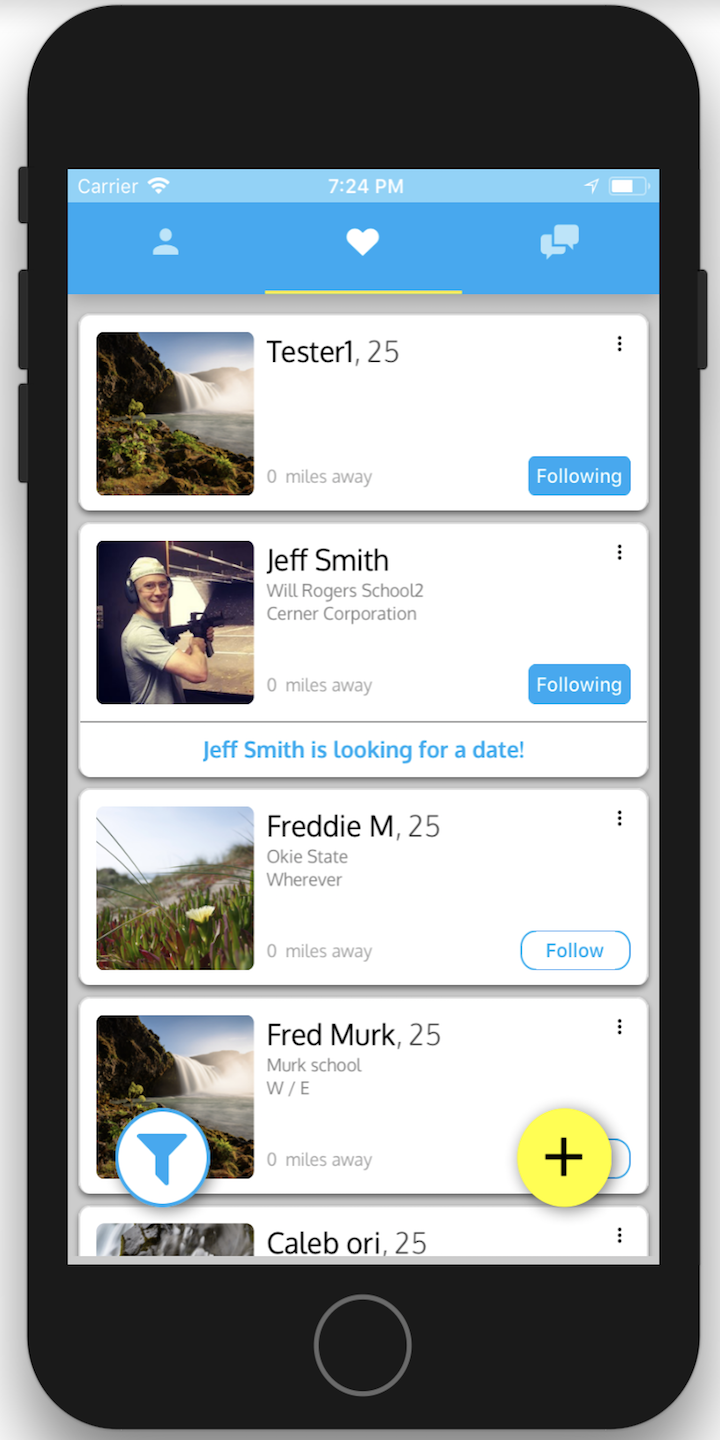 Carrier 7:24 PM
Tester1, 25
0 miles away
Following
Jeff Smith
Will Rogers School2
Cerner Corporation
0 miles away
Following
Jeff Smith is looking for a date!
Freddie M, 25
Okie State
Wherever
0 miles away
Follow
Fred Murk, 25
Murk school
W / E
0 miles away
Caleb ori, 25